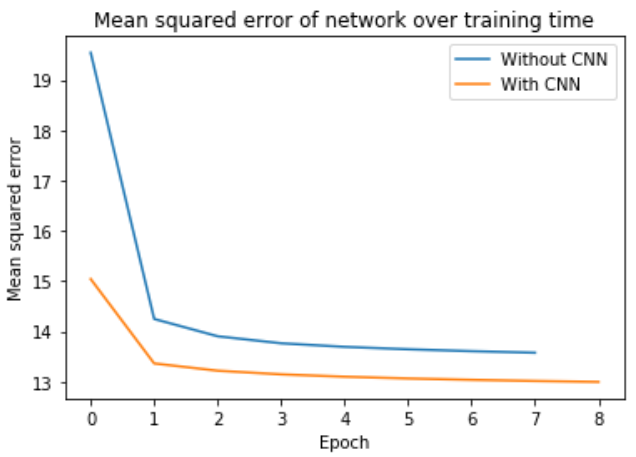 Mean squared error of network over training time
Without CNN
With CNN
Mean squared error
19
18
17
16
15
14
13
0 1 2 3 4 5 6 7 8
Epoch